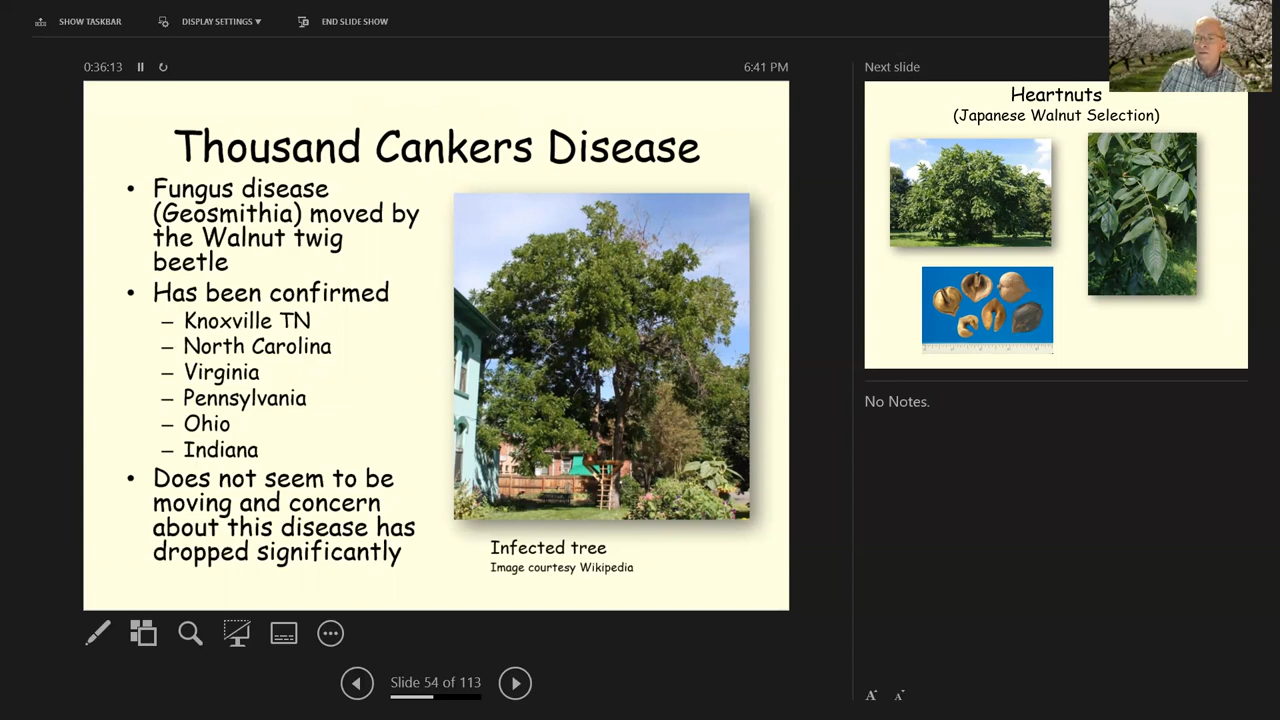 SHOW TASKBAR
DISPLAY SETTINGS ▼
END SLIDE SHOW
0:36:13
6:41 PM
Thousand Cankers Disease
• Fungus disease
(Geosmithia) moved by
the Walnut twig
beetle
• Has been confirmed
– Knoxville TN
– North Carolina
– Virginia
– Pennsylvania
– Ohio
– Indiana
• Does not seem to be
moving and concern
about this disease has
dropped significantly
Infected tree
Image courtesy Wikipedia
Slide 54 of 113
Next slide
Heartnuts
(Japanese Walnut Selection)
No Notes.
A A